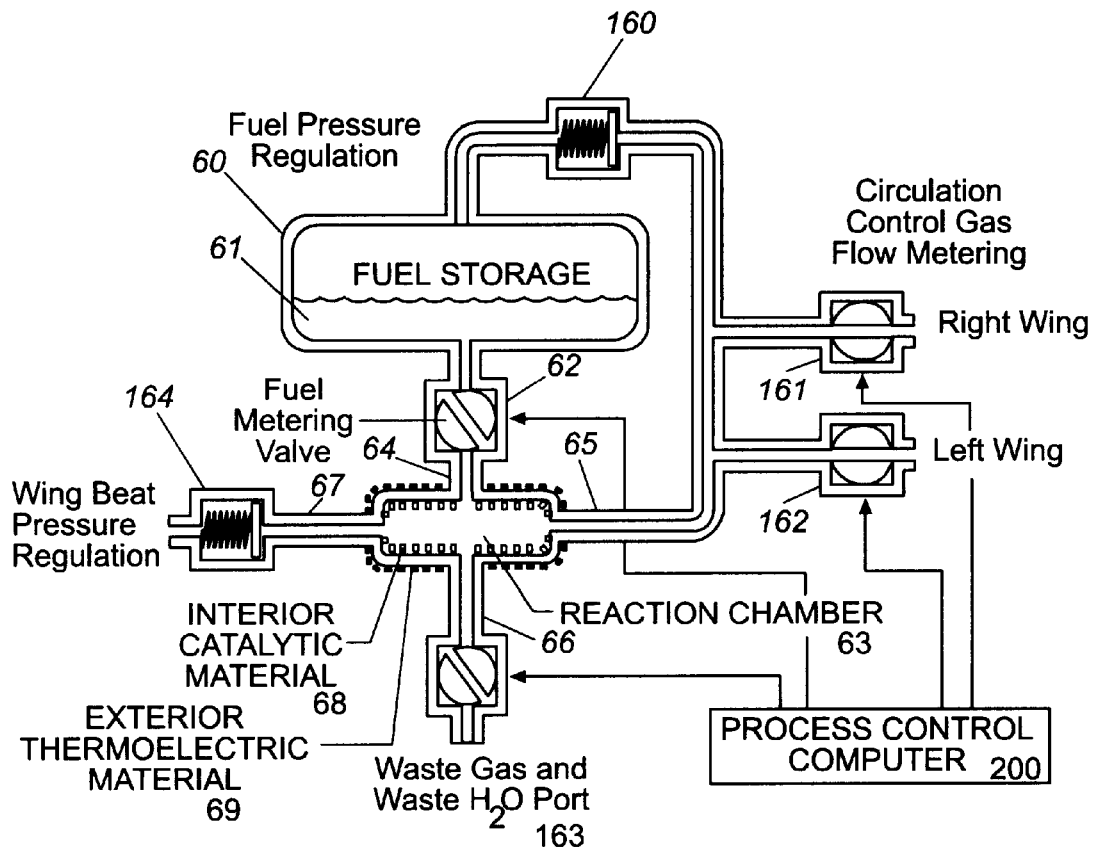 160
Fuel Pressure
Regulation
60
61
FUEL STORAGE
Circulation
Control Gas
Flow Metering
Right Wing
161
62
Fuel
Metering
Valve
164
64
65
Left Wing
67
Wing Beat
Pressure
Regulation
162
INTERIOR
CATALYTIC
MATERIAL
68
66
REACTION CHAMBER
63
EXTERIOR
THERMOELECTRIC
MATERIAL
69
Waste Gas and
Waste H2O Port
163
PROCESS CONTROL
COMPUTER 200